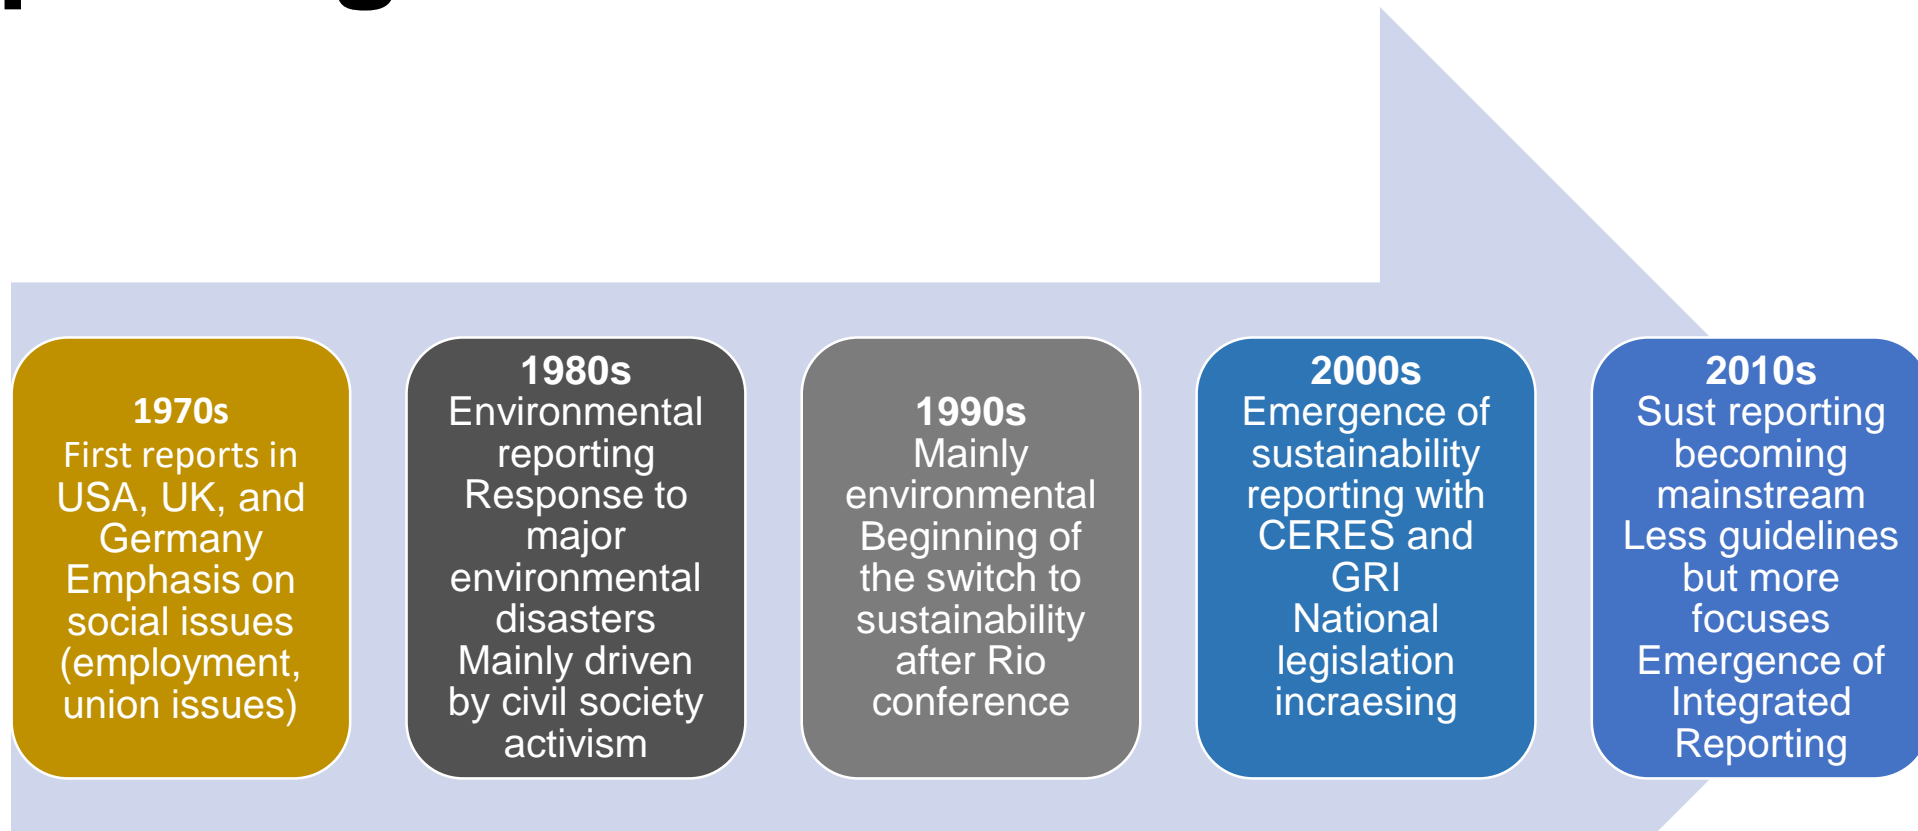 1970s
First reports in
USA, UK, and
Germany
Emphasis on
social issues
(employment,
union issues)
1980s
Environmental
reporting
Response to
major
environmental
disasters
Mainly driven
by civil society
activism
1990s
Mainly
environmental
Beginning of
the switch to
sustainability
after Rio
conference
2000s
Emergence of
sustainability
reporting with
CERES and
GRI
National
legislation
incraesing
2010s
Sust reporting
becoming
mainstream
Less guidelines
but more
focuses
Emergence of
Integrated
Reporting